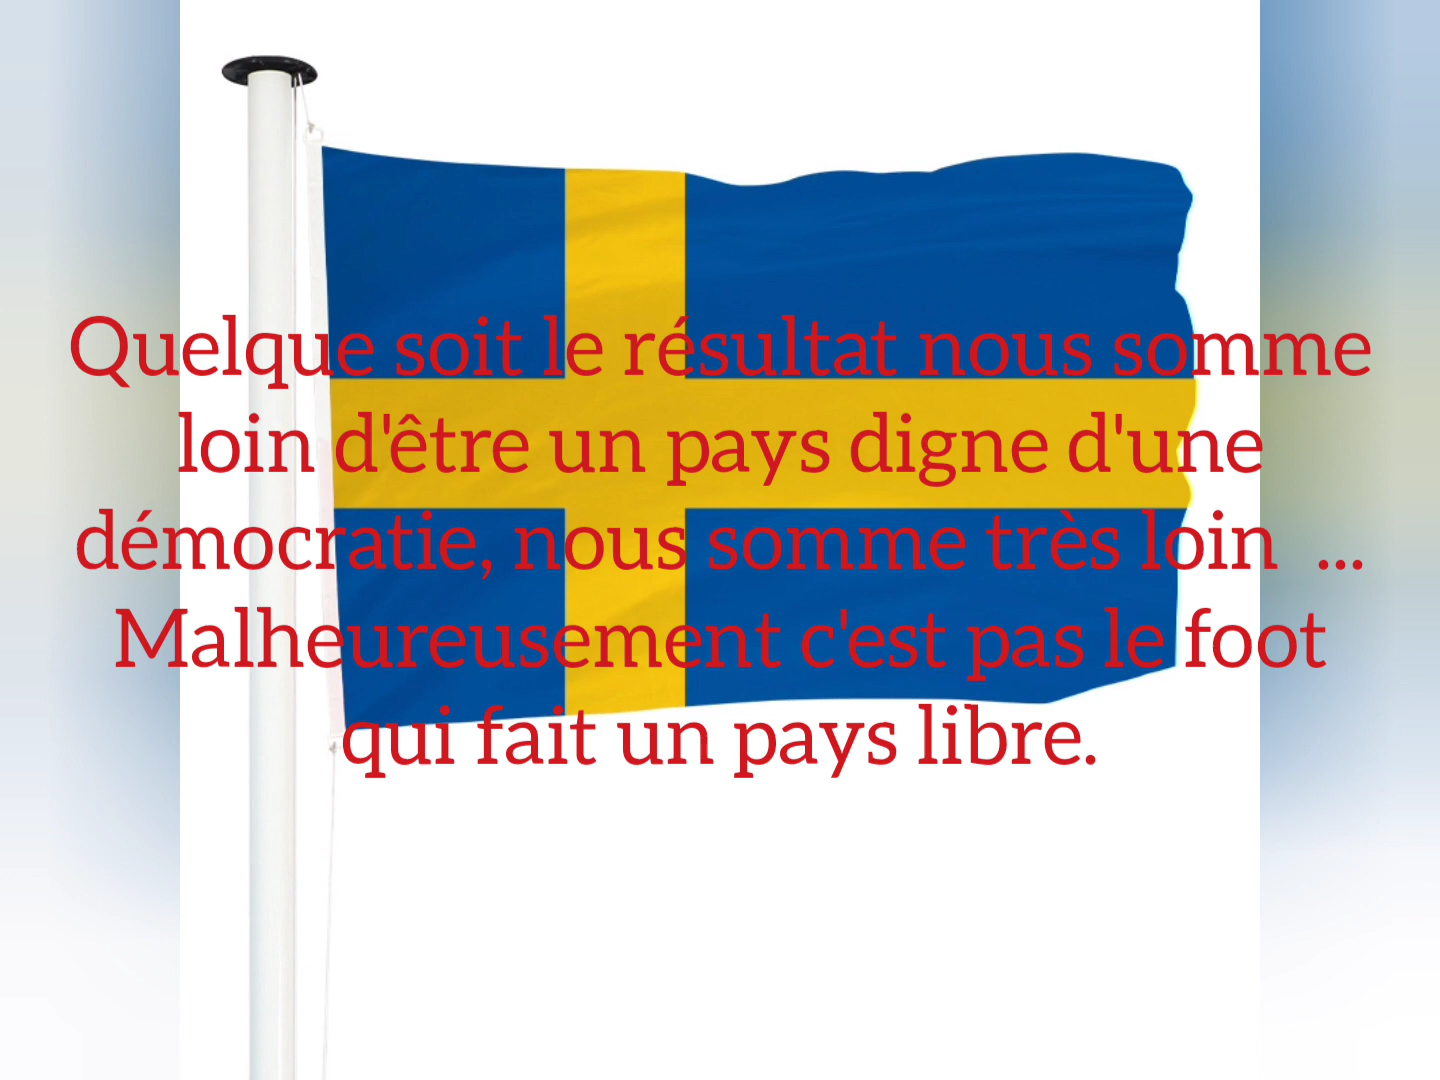 Quelque soit le résultat nous somme
loin d'être un pays digne d'une
démocratie, nous somme très loin  ...
Malheureusement c'est pas le foot
qui fait un pays libre.